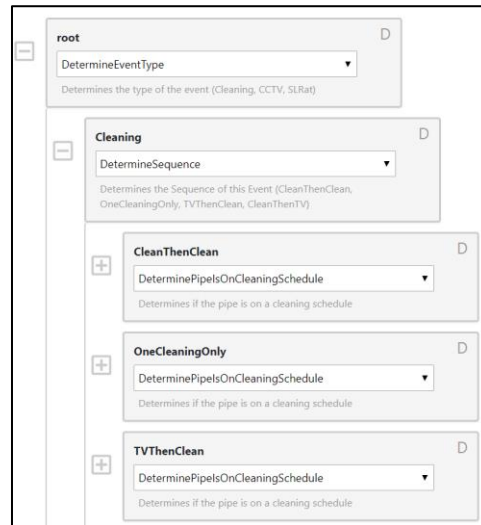 root
D
DetermineEventType
Determines the type of the event (Cleaning, CCTV, SLRat)
Cleaning
D
DetermineSequence
Determines the Sequence of this Event (CleanThenClean,
OneCleaningOnly, TVThenClean, CleanThenTV)
CleanThenClean
D
DeterminePipeIsOnCleaningSchedule
Determines if the pipe is on a cleaning schedule
OneCleaningOnly
D
DeterminePipeIsOnCleaningSchedule
Determines if the pipe is on a cleaning schedule
TVThenClean
D
DeterminePipeIsOnCleaningSchedule
Determines if the pipe is on a cleaning schedule